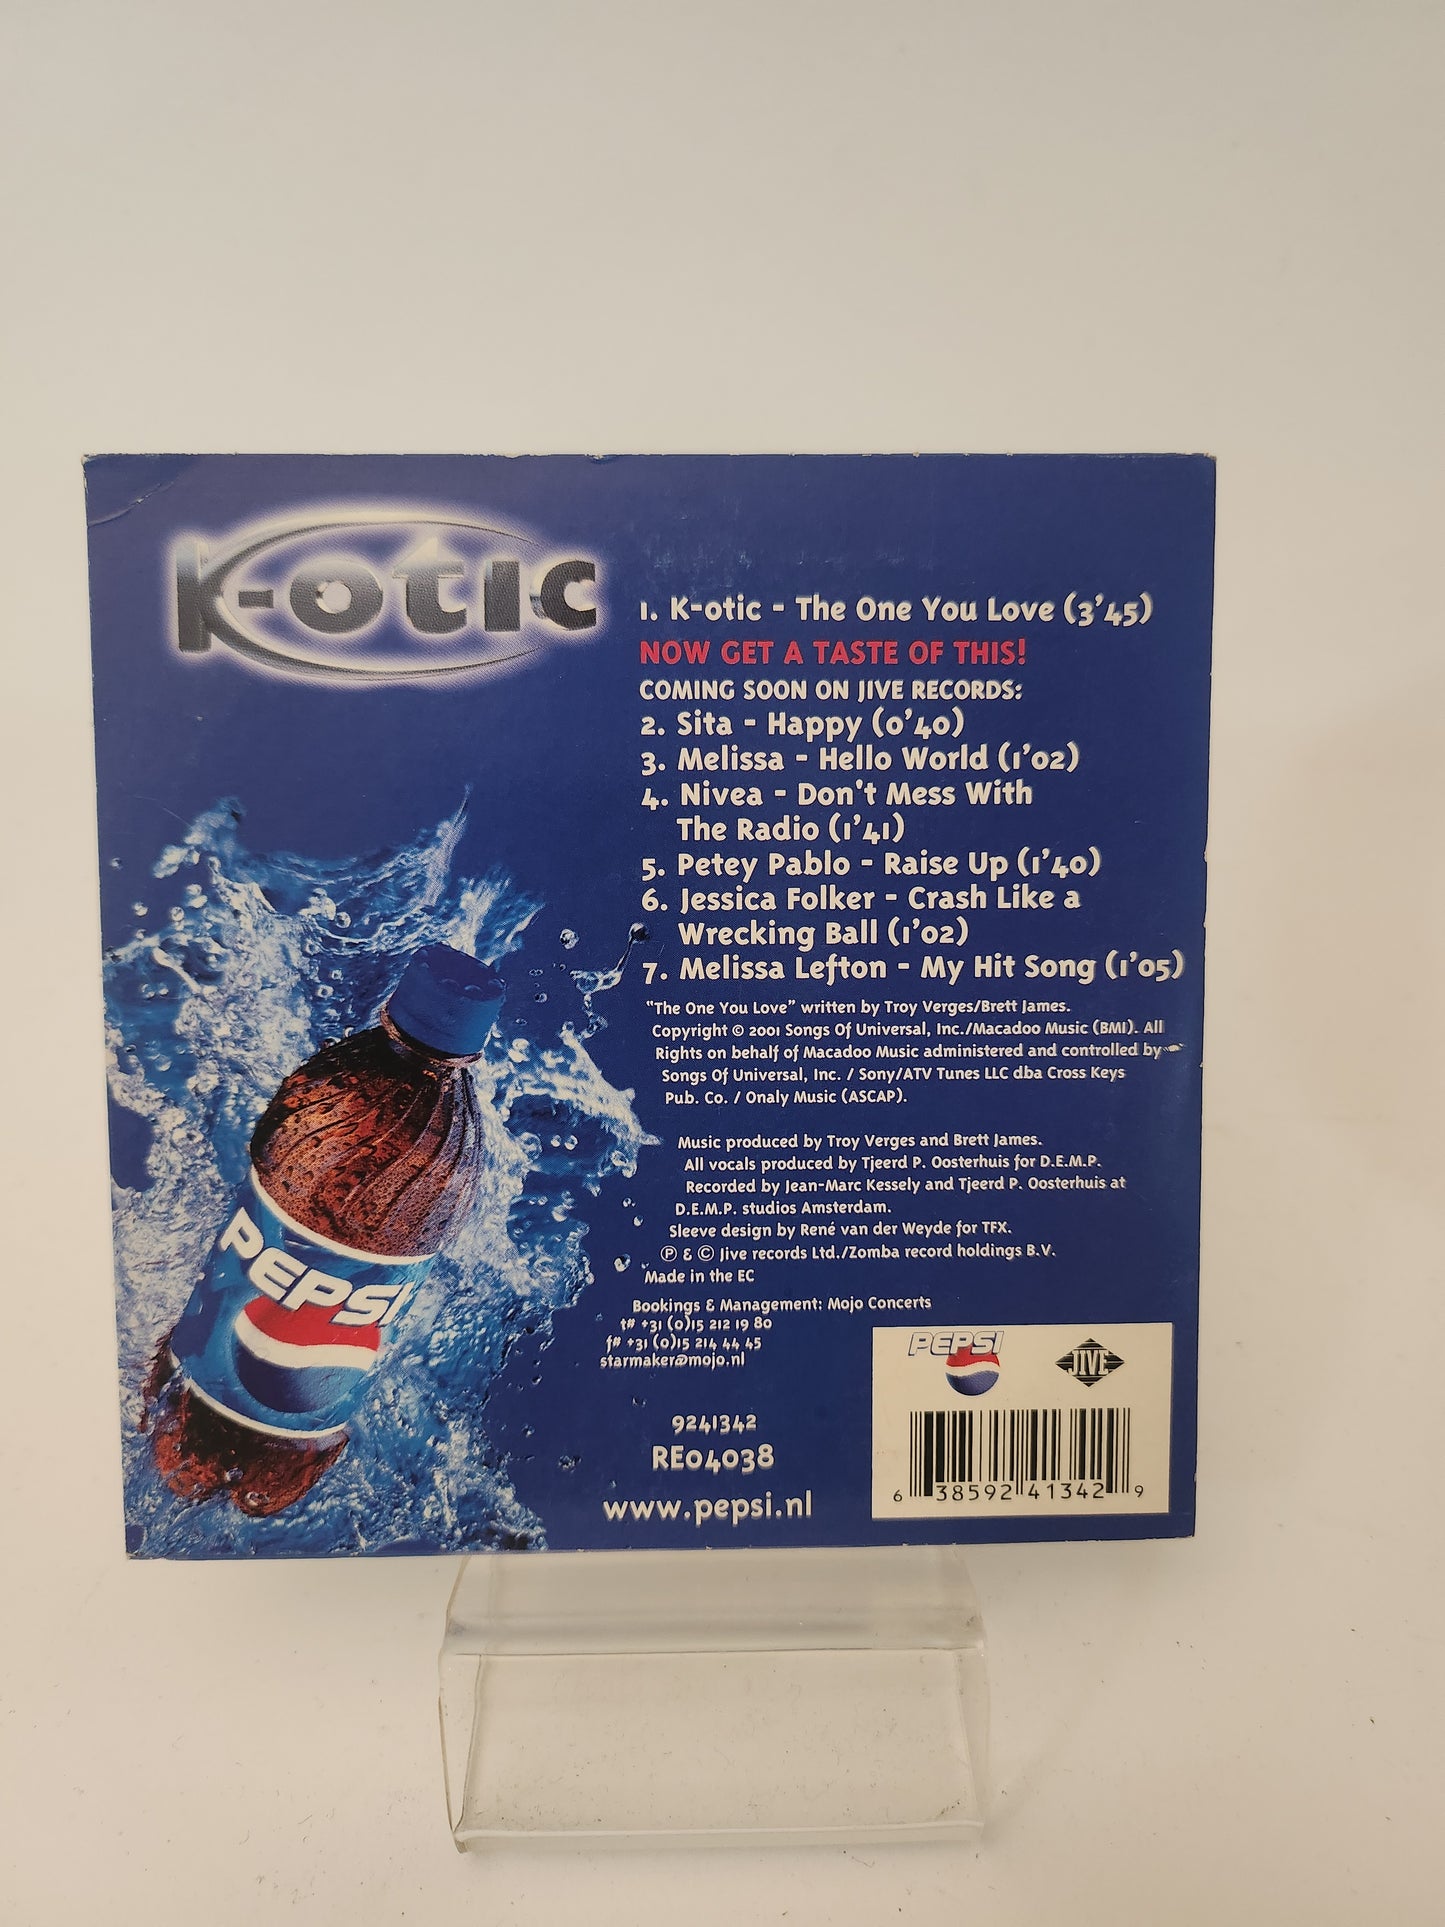 K-otic
1. K-otic - The One You Love (3'45)
NOW GET A TASTE OF THIS!
COMING SOON ON JIVE RECORDS:
2. Sita - Happy (0'40)
3. Melissa - Hello World (1'02)
4. Nivea - Don't Mess With
The Radio (1'41)
5. Petey Pablo - Raise Up (1'40)
6. Jessica Folker - Crash Like a
Wrecking Ball (1'02)
7. Melissa Lefton - My Hit Song (1'05)
"The One You Love" written by Troy Verges/Brett James.
Copyright © 2001 Songs Of Universal, Inc./Macadoo Music (BMI). All
Rights on behalf of Macadoo Music administered and controlled by
Songs Of Universal, Inc. / Sony/ATV Tunes LLC dba Cross Keys
Pub. Co. / Onaly Music (ASCAP).
Music produced by Troy Verges and Brett James.
All vocals produced by Tjeerd P. Oosterhuis for D.E.M.P.
Recorded by Jean-Marc Kessely and Tjeerd P. Oosterhuis at
D.E.M.P. studios Amsterdam.
Sleeve design by René van der Weyde for TFX.
℗ & © Jive records Ltd./Zomba record holdings B.V.
Made in the EC
Bookings & Management: Mojo Concerts
t# +31 (0)15 212 19 80
f# +31 (0)15 214 44 45
starmaker@mojo.nl
9241342
RE04038
www.pepsi.nl
PEPSI
PEPSI
JIVE
6 38592 41342 9